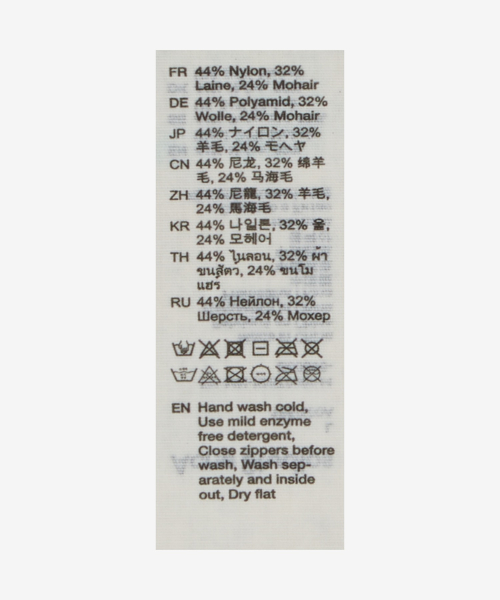 FR 44% Nylon, 32%
Laine, 24% Mohair
DE 44% Polyamid, 32%
Wolle, 24% Mohair
JP 44% ナイロン, 32%
羊毛, 24% モヘヤ
CN 44% 尼龙, 32% 绵羊
毛, 24% 马海毛
ZH 44% 尼龍, 32% 羊毛,
24% 馬海毛
KR 44% 나일론, 32% 울,
24% 모헤어
TH 44% ไนลอน, 32% ผ้า
ขนสัตว, 24% ขนโม
แฮร
RU 44% Нейлон, 32%
Шерсть, 24% Мохер
EN Hand wash cold,
Use mild enzyme
free detergent,
Close zippers before
wash, Wash sep-
arately and inside
out, Dry flat